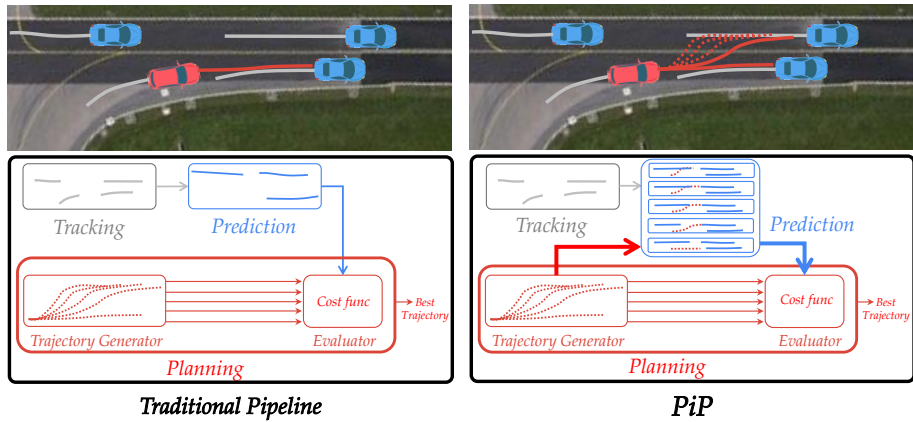 Tracking
Prediction
Cost func
Best
Trajectory
Trajectory Generator
Evaluator
Planning
Traditional Pipeline
Tracking
Prediction
Cost func
Best
Trajectory
Trajectory Generator
Evaluator
Planning
PiP